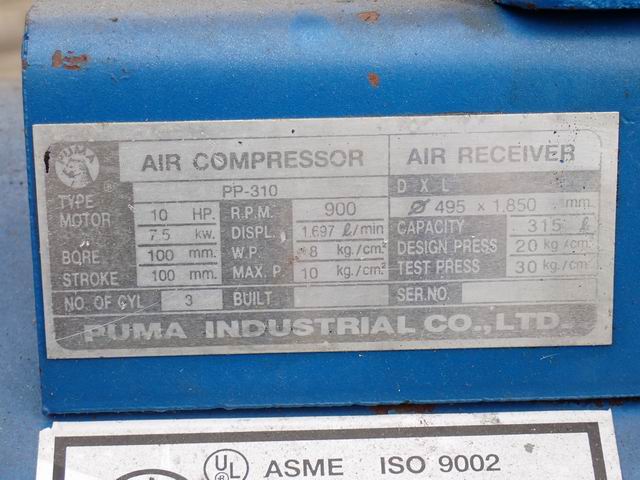 PUMA
®
AIR COMPRESSOR
AIR RECEIVER
TYPE PP-310
D X L
MOTOR 10 HP. R.P.M. 900
ø 495 x 1,850 mm.
7.5 kw. DISPL. 1.697 ℓ/min
CAPACITY 315 ℓ
BORE 100 mm. W.P. 8 kg./cm²
DESIGN PRESS 20 kg./cm²
STROKE 100 mm. MAX. P. 10 kg./cm²
TEST PRESS 30 kg./cm²
NO. OF CYL 3 BUILT
SER.NO.
PUMA INDUSTRIAL CO.,LTD.
UL ® ASME ISO 9002